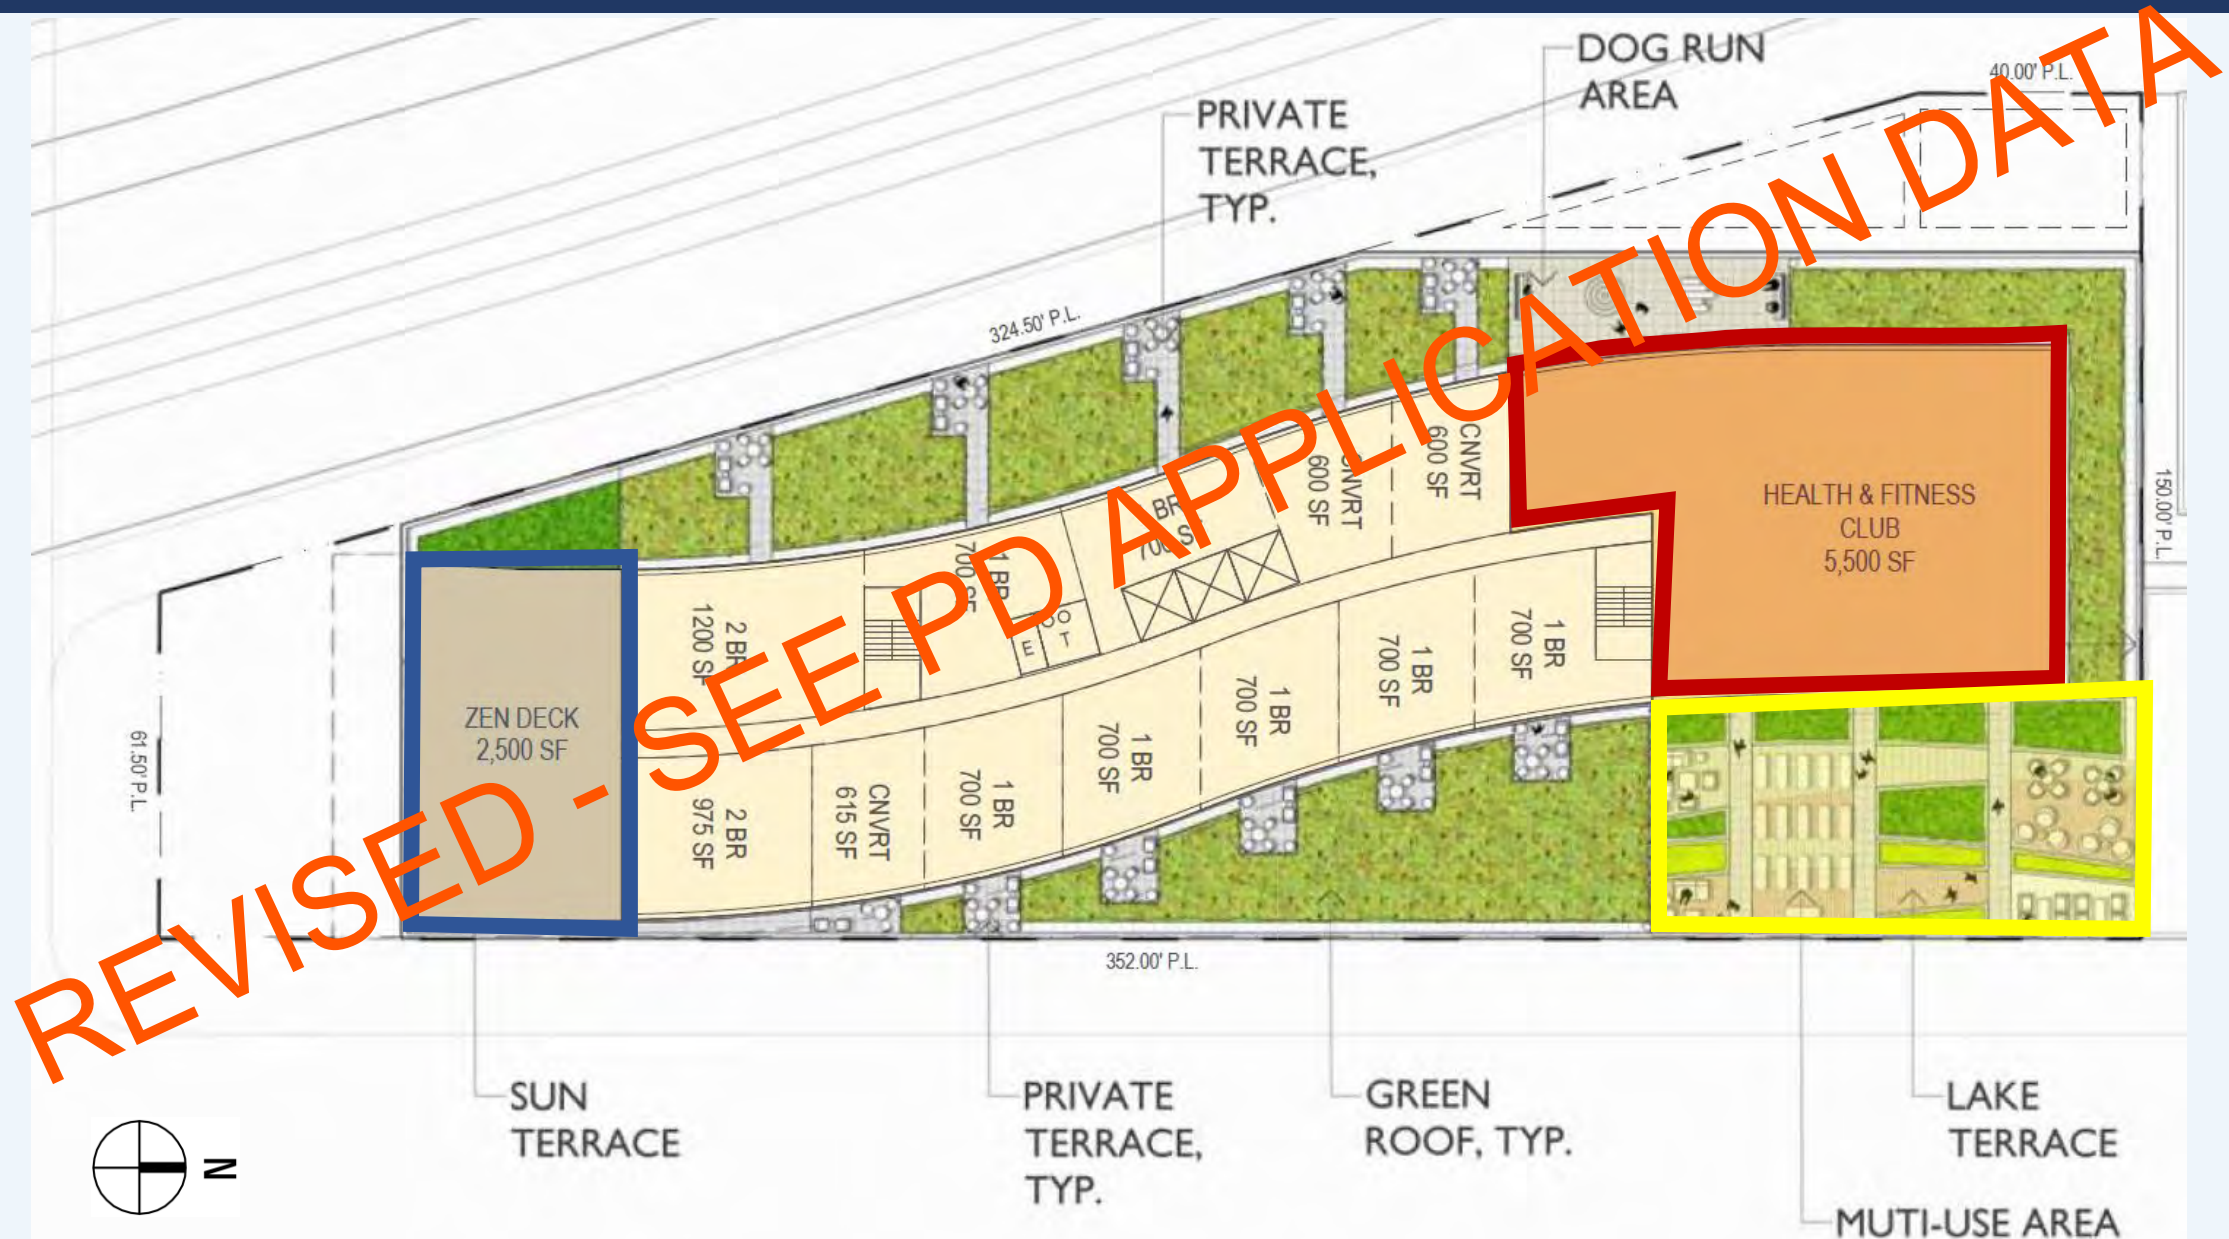 DOG RUN
AREA
40.00' P.L.
PRIVATE
TERRACE,
TYP.
324.50' P.L.
REVISED - SEE PD APPLICATION DATA
CNVRT
600 SF
CNVRT
600 SF
BR
700 S
1 BR
700 SF
2 BR
1200 SF
HEALTH & FITNESS
CLUB
5,500 SF
150.00' P.L.
E
T
1 BR
700 SF
1 BR
700 SF
1 BR
700 SF
1 BR
700 SF
1 BR
700 SF
CNVRT
615 SF
2 BR
975 SF
ZEN DECK
2,500 SF
61.50' P.L.
352.00' P.L.
SUN
TERRACE
PRIVATE
TERRACE,
TYP.
GREEN
ROOF, TYP.
LAKE
TERRACE
MUTI-USE AREA
N